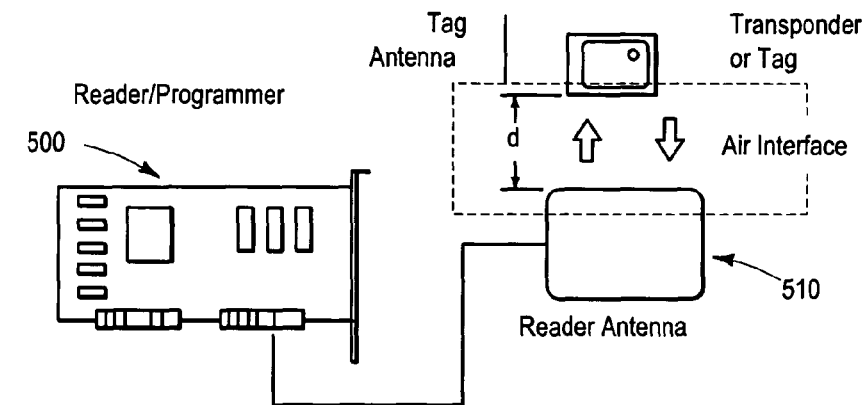 Tag
Antenna
Transponder
or Tag
Reader/Programmer
500
d
Air Interface
510
Reader Antenna